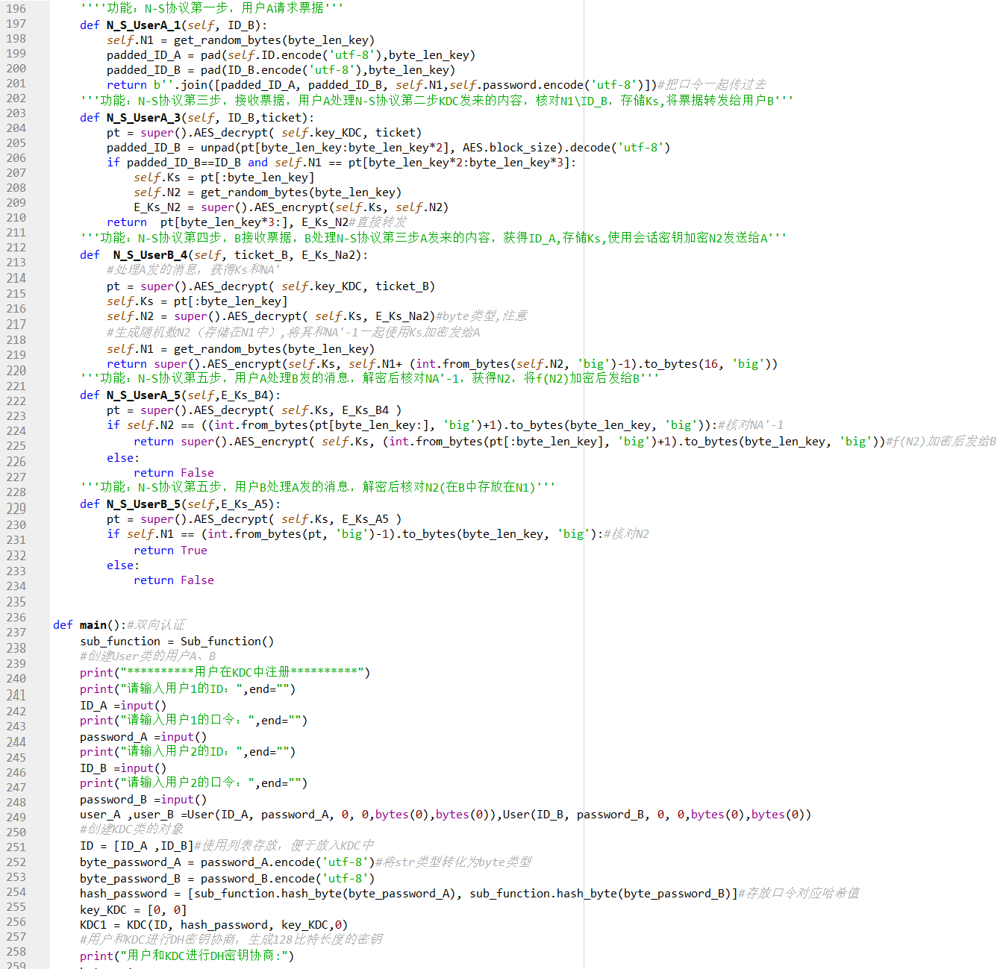 196 ''''功能：N-S协议第一步，用户A请求票据'''
197 def N_S_UserA_1(self, ID_B):
198 self.N1 = get_random_bytes(byte_len_key)
199 padded_ID_A = pad(self.ID.encode('utf-8'),byte_len_key)
200 padded_ID_B = pad(ID_B.encode('utf-8'),byte_len_key)
201 return b''.join([padded_ID_A, padded_ID_B, self.N1,self.password.encode('utf-8')])#把口令一起传过去
202 '''功能：N-S协议第三步，接收票据，用户A处理N-S协议第二步KDC发来的内容，核对N1\ID_B，存储Ks,将票据转发给用户B'''
203 def N_S_UserA_3(self, ID_B,ticket):
204 pt = super().AES_decrypt( self.key_KDC, ticket)
205 padded_ID_B = unpad(pt[byte_len_key:byte_len_key*2], AES.block_size).decode('utf-8')
206 if padded_ID_B==ID_B and self.N1 == pt[byte_len_key*2:byte_len_key*3]:
207 self.Ks = pt[:byte_len_key]
208 self.N2 = get_random_bytes(byte_len_key)
209 E_Ks_N2 = super().AES_encrypt(self.Ks, self.N2)
210 return  pt[byte_len_key*3:], E_Ks_N2#直接转发
211 '''功能：N-S协议第四步，B接收票据，B处理N-S协议第三步A发来的内容，获得ID_A,存储Ks,使用会话密钥加密N2发送给A'''
212 def  N_S_UserB_4(self, ticket_B, E_Ks_Na2):
213 #处理A发的消息，获得Ks和NA'
214 pt = super().AES_decrypt( self.key_KDC, ticket_B)
215 self.Ks = pt[:byte_len_key]
216 self.N2 = super().AES_decrypt( self.Ks, E_Ks_Na2)#byte类型,注意
217 #生成随机数N2（存储在N1中）,将其和NA'-1一起使用Ks加密发给A
218 self.N1 = get_random_bytes(byte_len_key)
219 return super().AES_encrypt(self.Ks, self.N1+ (int.from_bytes(self.N2, 'big')-1).to_bytes(16, 'big'))
220 '''功能：N-S协议第五步，用户A处理B发的消息，解密后核对NA'-1，获得N2，将f(N2)加密后发给B'''
221 def N_S_UserA_5(self,E_Ks_B4):
222 pt = super().AES_decrypt( self.Ks, E_Ks_B4 )
223 if self.N2 == ((int.from_bytes(pt[byte_len_key:], 'big')+1).to_bytes(byte_len_key, 'big')):#核对NA'-1
224 return super().AES_encrypt( self.Ks, (int.from_bytes(pt[:byte_len_key], 'big')+1).to_bytes(byte_len_key, 'big'))#f(N2)加密后发给B
225 else:
226 return False
227 '''功能：N-S协议第五步，用户B处理A发的消息，解密后核对N2(在B中存放在N1)'''
228 def N_S_UserB_5(self,E_Ks_A5):
229 pt = super().AES_decrypt( self.Ks, E_Ks_A5 )
230 if self.N1 == (int.from_bytes(pt, 'big')-1).to_bytes(byte_len_key, 'big'):#核对N2
231 return True
232 else:
233 return False
234
235
236 def main():#双向认证
237 sub_function = Sub_function()
238 #创建User类的用户A、B
239 print("**********用户在KDC中注册**********")
240 print("请输入用户1的ID：",end="")
241 ID_A =input()
242 print("请输入用户1的口令：",end="")
243 password_A =input()
244 print("请输入用户2的ID：",end="")
245 ID_B =input()
246 print("请输入用户2的口令：",end="")
247 password_B =input()
248 user_A ,user_B =User(ID_A, password_A, 0, 0,bytes(0),bytes(0)),User(ID_B, password_B, 0, 0,bytes(0),bytes(0))
249 #创建KDC类的对象
250 ID = [ID_A ,ID_B]#使用列表存放，便于放入KDC中
251 byte_password_A = password_A.encode('utf-8')#将str类型转化为byte类型
252 byte_password_B = password_B.encode('utf-8')
253 hash_password = [sub_function.hash_byte(byte_password_A), sub_function.hash_byte(byte_password_B)]#存放口令对应哈希值
254 key_KDC = [0, 0]
255 KDC1 = KDC(ID, hash_password, key_KDC,0)
256 #用户和KDC进行DH密钥协商，生成128比特长度的密钥
257 print("用户和KDC进行DH密钥协商:")
258
259